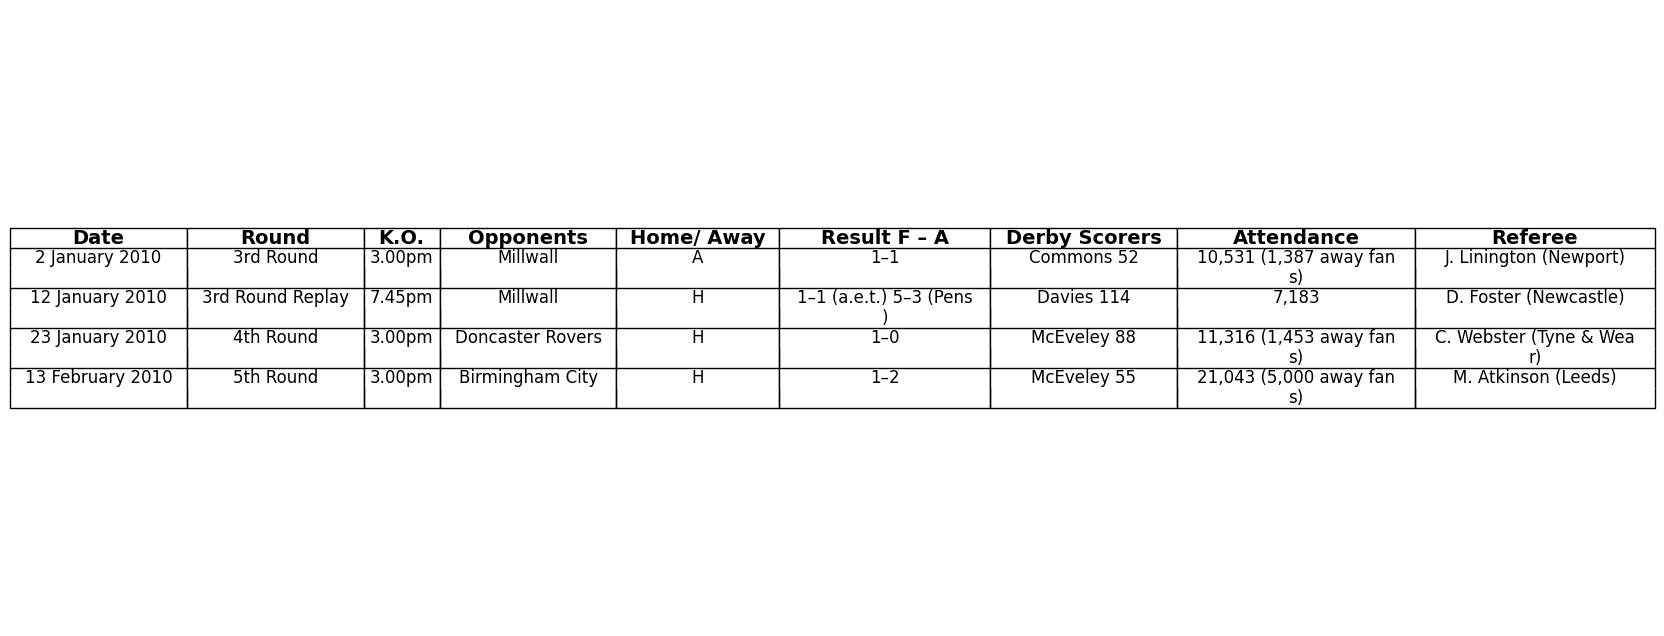 Date Round K.O. Opponents Home/ Away Result F – A Derby Scorers Attendance Referee
2 January 2010 3rd Round 3.00pm Millwall A 1–1 Commons 52 10,531 (1,387 away fan J. Linington (Newport)
s)
12 January 2010 3rd Round Replay 7.45pm Millwall H 1–1 (a.e.t.) 5–3 (Pens Davies 114 7,183 D. Foster (Newcastle)
)
23 January 2010 4th Round 3.00pm Doncaster Rovers H 1–0 McEveley 88 11,316 (1,453 away fan C. Webster (Tyne & Wea
s) r)
13 February 2010 5th Round 3.00pm Birmingham City H 1–2 McEveley 55 21,043 (5,000 away fan M. Atkinson (Leeds)
s)